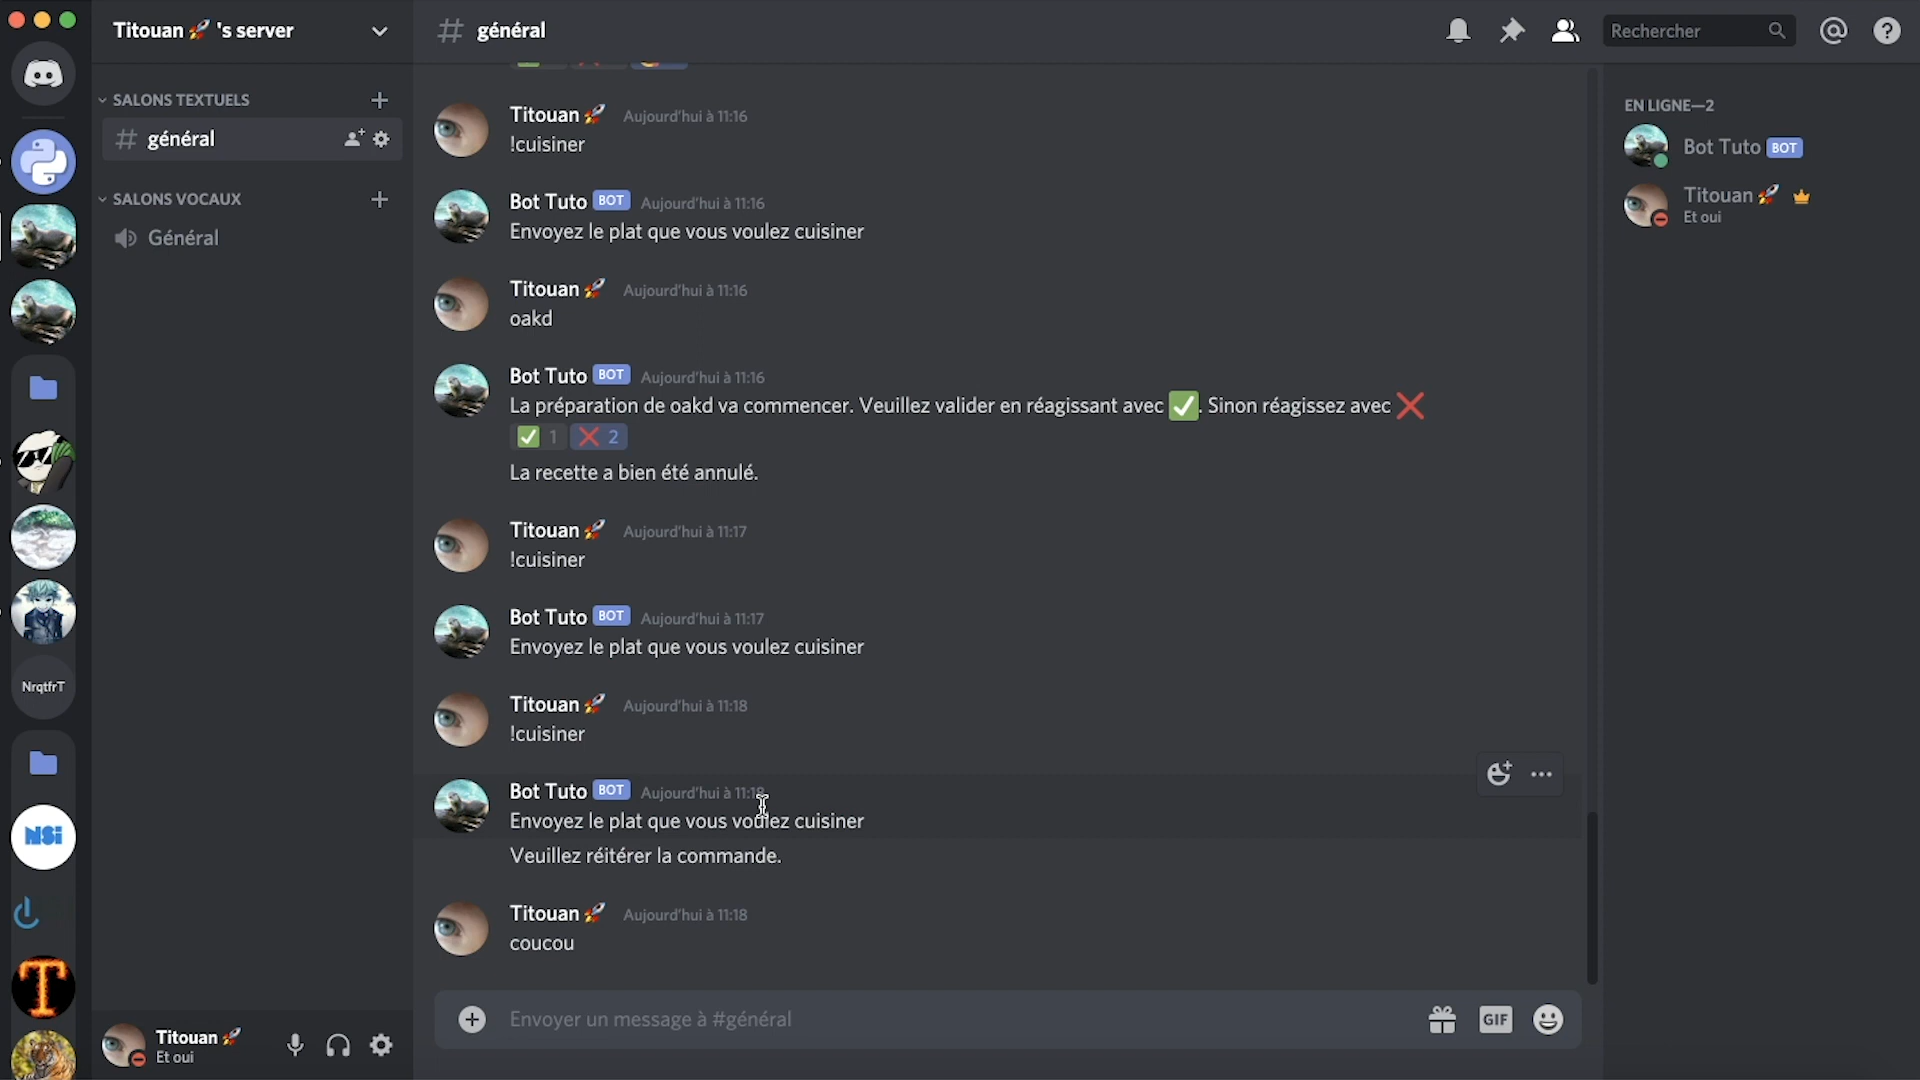 Titouan🚀 's server
général
Rechercher
SALONS TEXTUELS
général
SALONS VOCAUX
Général
NrqtfrT
NSi
T
Titouan🚀
Et oui
Titouan🚀 Aujourd'hui à 11:16
!cuisiner
Bot Tuto BOT Aujourd'hui à 11:16
Envoyez le plat que vous voulez cuisiner
Titouan🚀 Aujourd'hui à 11:16
oakd
Bot Tuto BOT Aujourd'hui à 11:16
La préparation de oakd va commencer. Veuillez valider en réagissant avec ✅. Sinon réagissez avec ❌
✅ 1 ❌ 2
La recette a bien été annulé.
Titouan🚀 Aujourd'hui à 11:17
!cuisiner
Bot Tuto BOT Aujourd'hui à 11:17
Envoyez le plat que vous voulez cuisiner
Titouan🚀 Aujourd'hui à 11:18
!cuisiner
Bot Tuto BOT Aujourd'hui à 11:18
Envoyez le plat que vous voulez cuisiner
Veuillez réitérer la commande.
Titouan🚀 Aujourd'hui à 11:18
coucou
Envoyer un message à #général
GIF
EN LIGNE—2
Bot Tuto BOT
Titouan🚀
Et oui